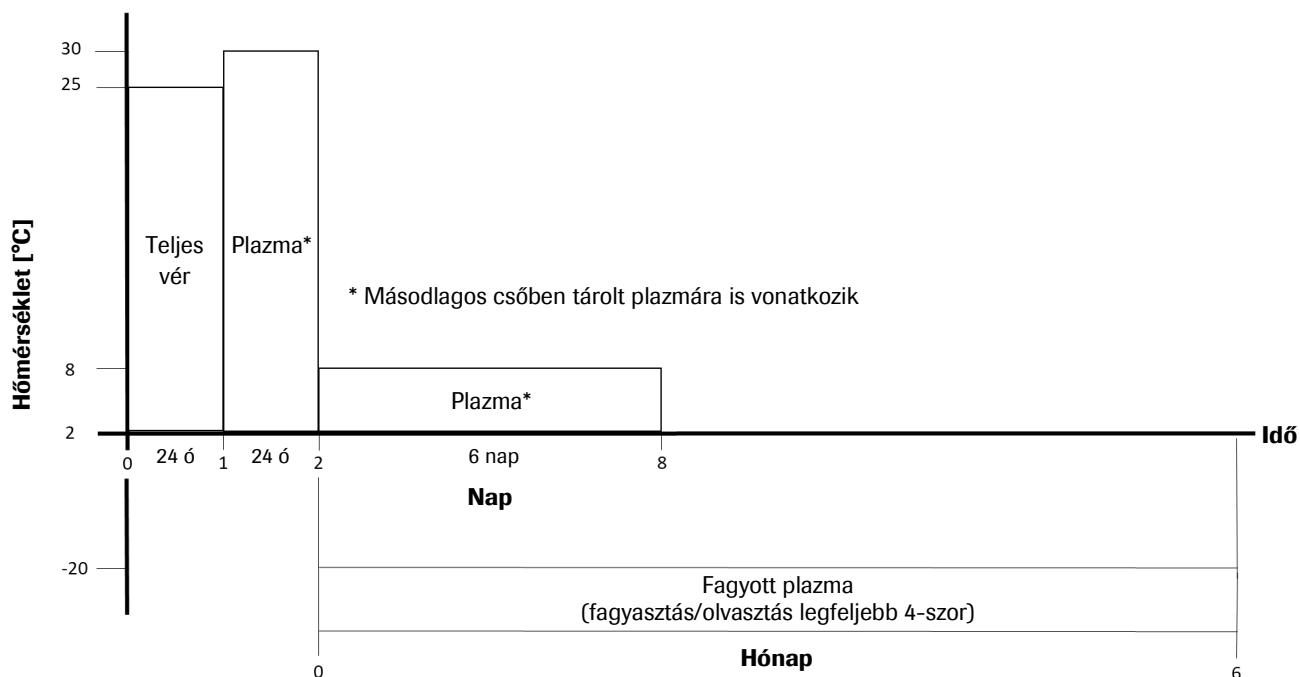 30
25
Hőmérséklet [°C]
Teljes
vér
Plazma*
* Másodlagos csőben tárolt plazmára is vonatkozik
8
Plazma*
2
Idő
0
24 ó
1
24 ó
2
6 nap
8
Nap
-20
Fagyott plazma
(fagyasztás/olvasztás legfeljebb 4-szor)
Hónap
0
6